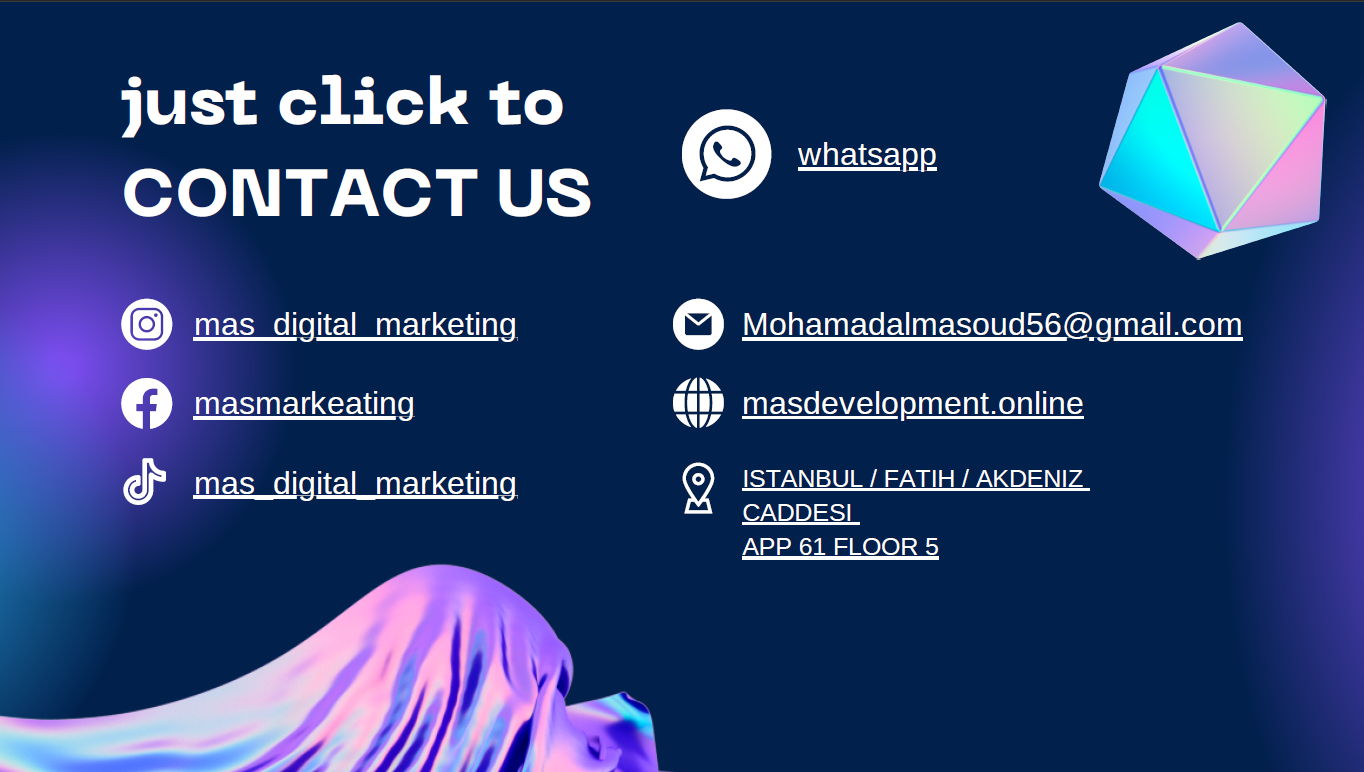 just click to
CONTACT US
whatsapp
mas_digital_marketing
masmarkeating
mas_digital_marketing
Mohamadalmasoud56@gmail.com
masdevelopment.online
ISTANBUL / FATIH / AKDENIZ
CADDESI
APP 61 FLOOR 5